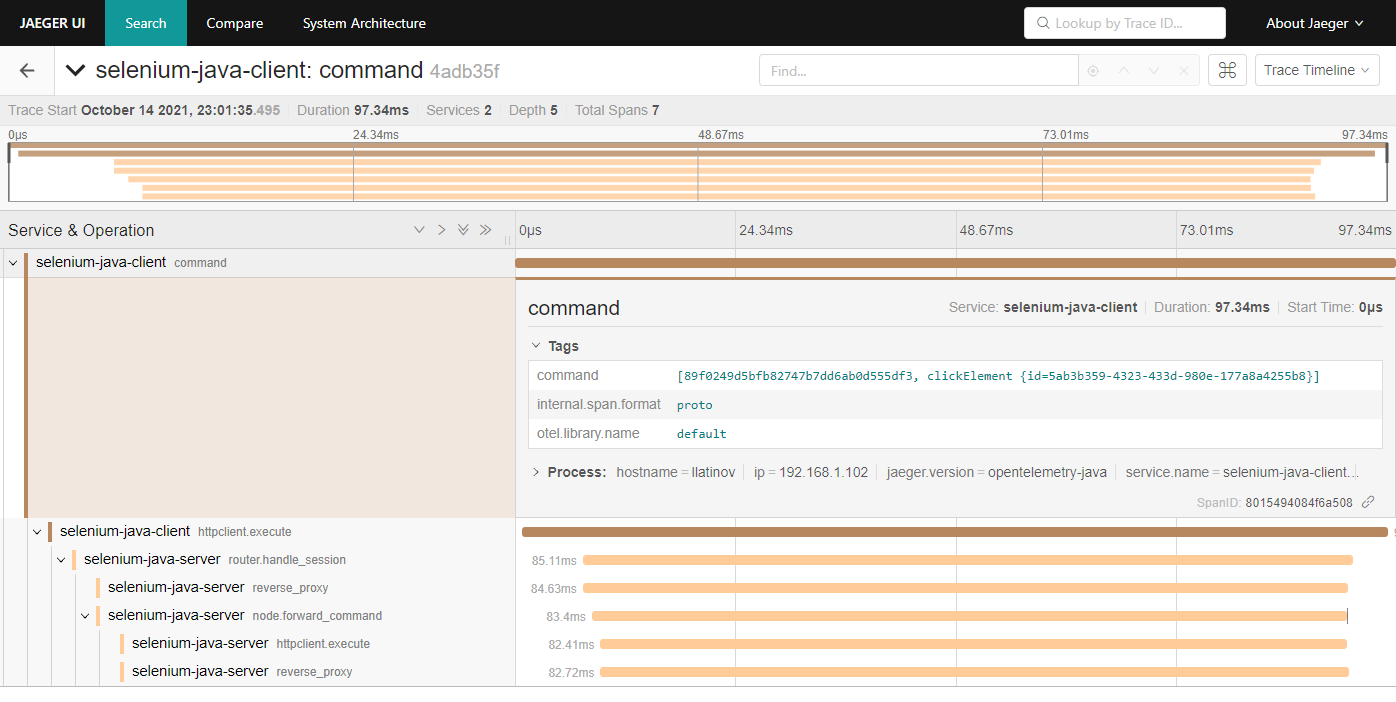 JAEGER UI Search Compare System Architecture Lookup by Trace ID... About Jaeger
selenium-java-client: command 4adb35f Find... ⌘ Trace Timeline
Trace Start October 14 2021, 23:01:35.495 Duration 97.34ms Services 2 Depth 5 Total Spans 7
0μs 24.34ms 48.67ms 73.01ms 97.34ms
Service & Operation 0μs 24.34ms 48.67ms 73.01ms 97.34ms
selenium-java-client command
command Service: selenium-java-client Duration: 97.34ms Start Time: 0μs
Tags
command [89f0249d5bfb82747b7dd6ab0d555df3, clickElement {id=5ab3b359-4323-433d-980e-177a8a4255b8}]
internal.span.format proto
otel.library.name default
Process: hostname = llatinov ip = 192.168.1.102 jaeger.version = opentelemetry-java service.name = selenium-java-client...
SpanID: 8015494084f6a508
selenium-java-client httpclient.execute
selenium-java-server router.handle_session 85.11ms
selenium-java-server reverse_proxy 84.63ms
selenium-java-server node.forward_command 83.4ms
selenium-java-server httpclient.execute 82.41ms
selenium-java-server reverse_proxy 82.72ms